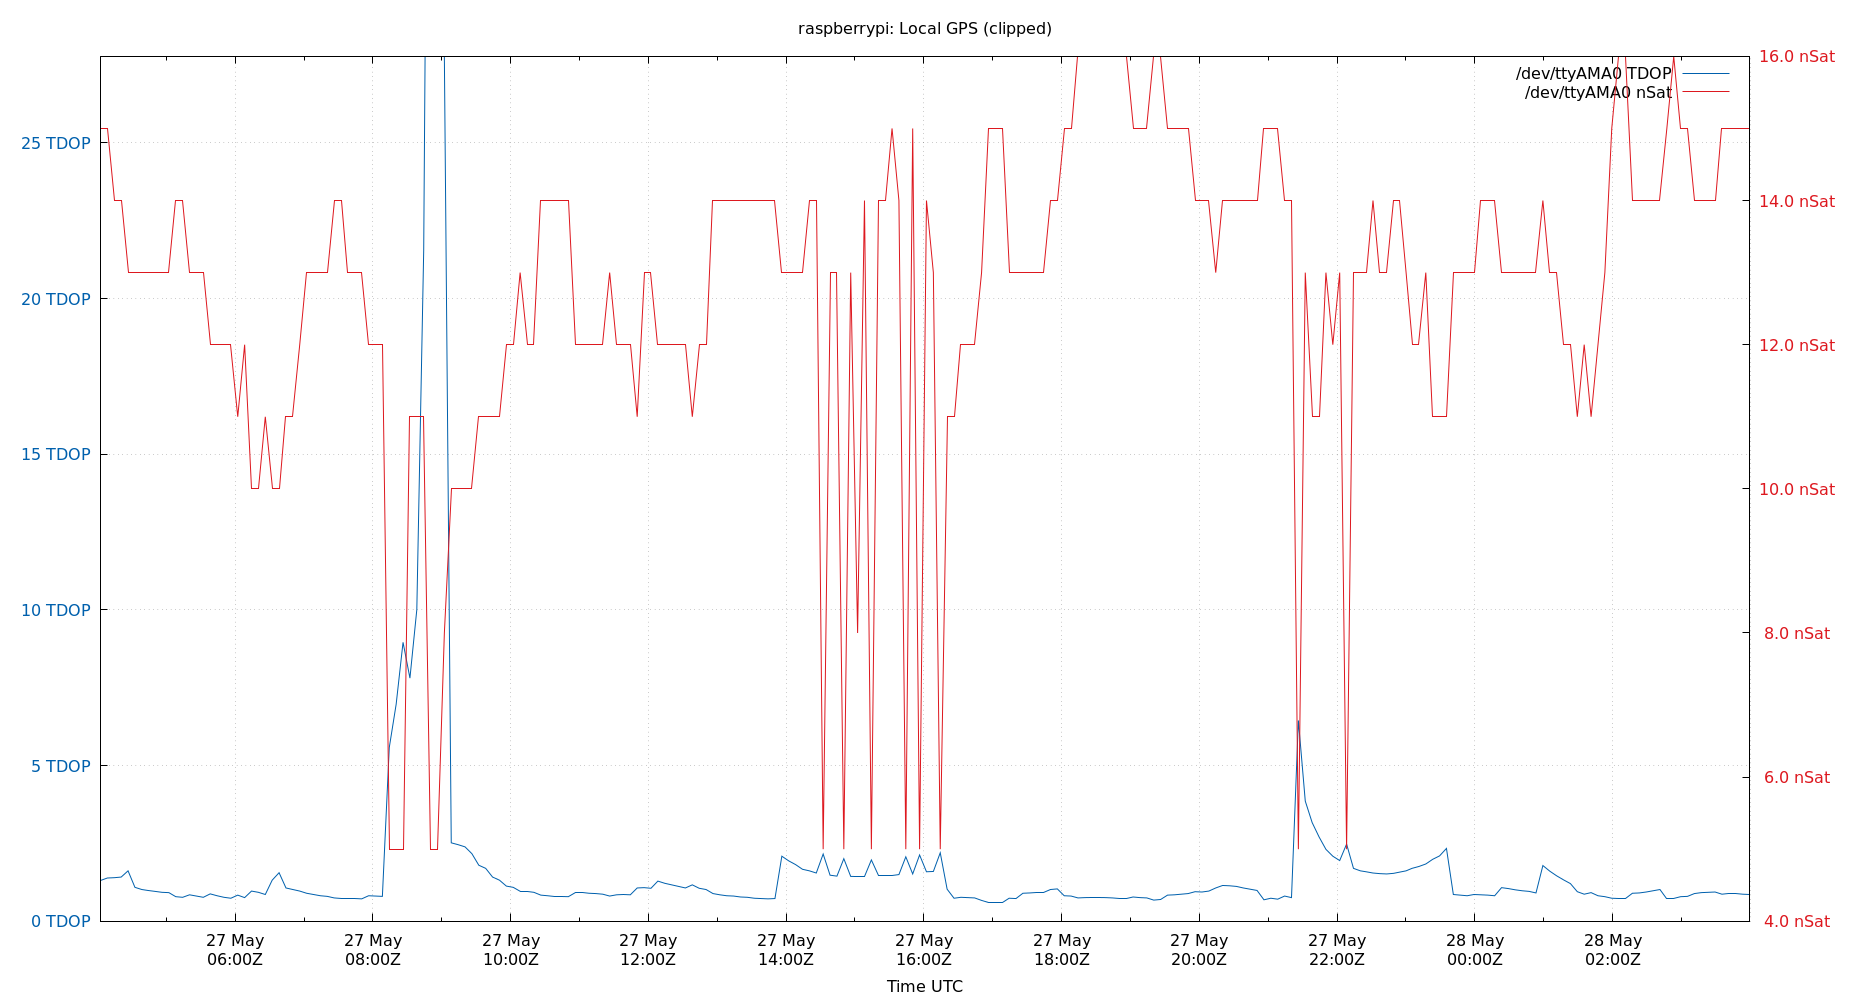 raspberrypi: Local GPS (clipped)
16.0 nSat
/dev/ttyAMA0 TDOP
/dev/ttyAMA0 nSat
25 TDOP
14.0 nSat
20 TDOP
12.0 nSat
15 TDOP
10.0 nSat
10 TDOP
8.0 nSat
5 TDOP
6.0 nSat
0 TDOP
4.0 nSat
27 May 27 May 27 May 27 May 27 May 27 May 27 May 27 May 27 May 28 May 28 May
06:00Z 08:00Z 10:00Z 12:00Z 14:00Z 16:00Z 18:00Z 20:00Z 22:00Z 00:00Z 02:00Z
Time UTC